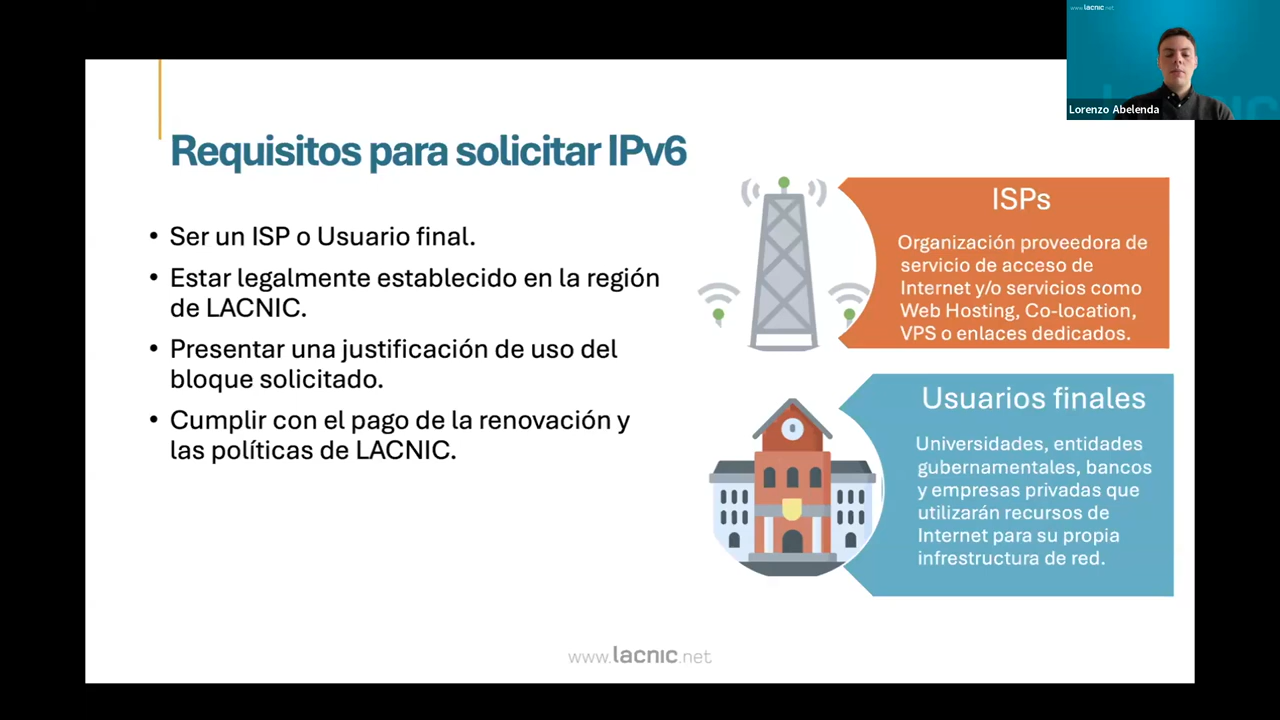 www.lacnic.net
Lorenzo Abelenda
Requisitos para solicitar IPv6
• Ser un ISP o Usuario final.
• Estar legalmente establecido en la región
de LACNIC.
• Presentar una justificación de uso del
bloque solicitado.
• Cumplir con el pago de la renovación y
las políticas de LACNIC.
ISPs
Organización proveedora de
servicio de acceso de
Internet y/o servicios como
Web Hosting, Co-location,
VPS o enlaces dedicados.
Usuarios finales
Universidades, entidades
gubernamentales, bancos
y empresas privadas que
utilizarán recursos de
Internet para su propia
infrestructura de red.
www.lacnic.net